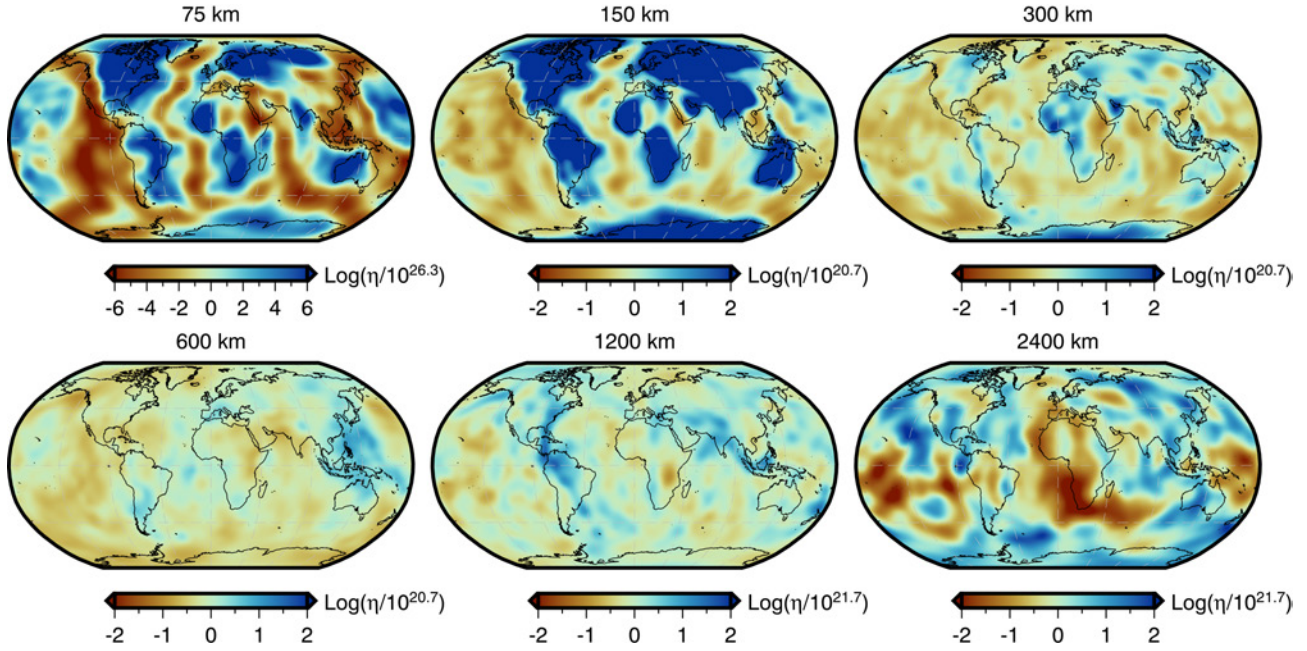 75 km
150 km
300 km
Log(η/10^26.3)
-6 -4 -2 0 2 4 6
Log(η/10^20.7)
-2 -1 0 1 2
Log(η/10^20.7)
-2 -1 0 1 2
600 km
1200 km
2400 km
Log(η/10^20.7)
-2 -1 0 1 2
Log(η/10^21.7)
-2 -1 0 1 2
Log(η/10^21.7)
-2 -1 0 1 2